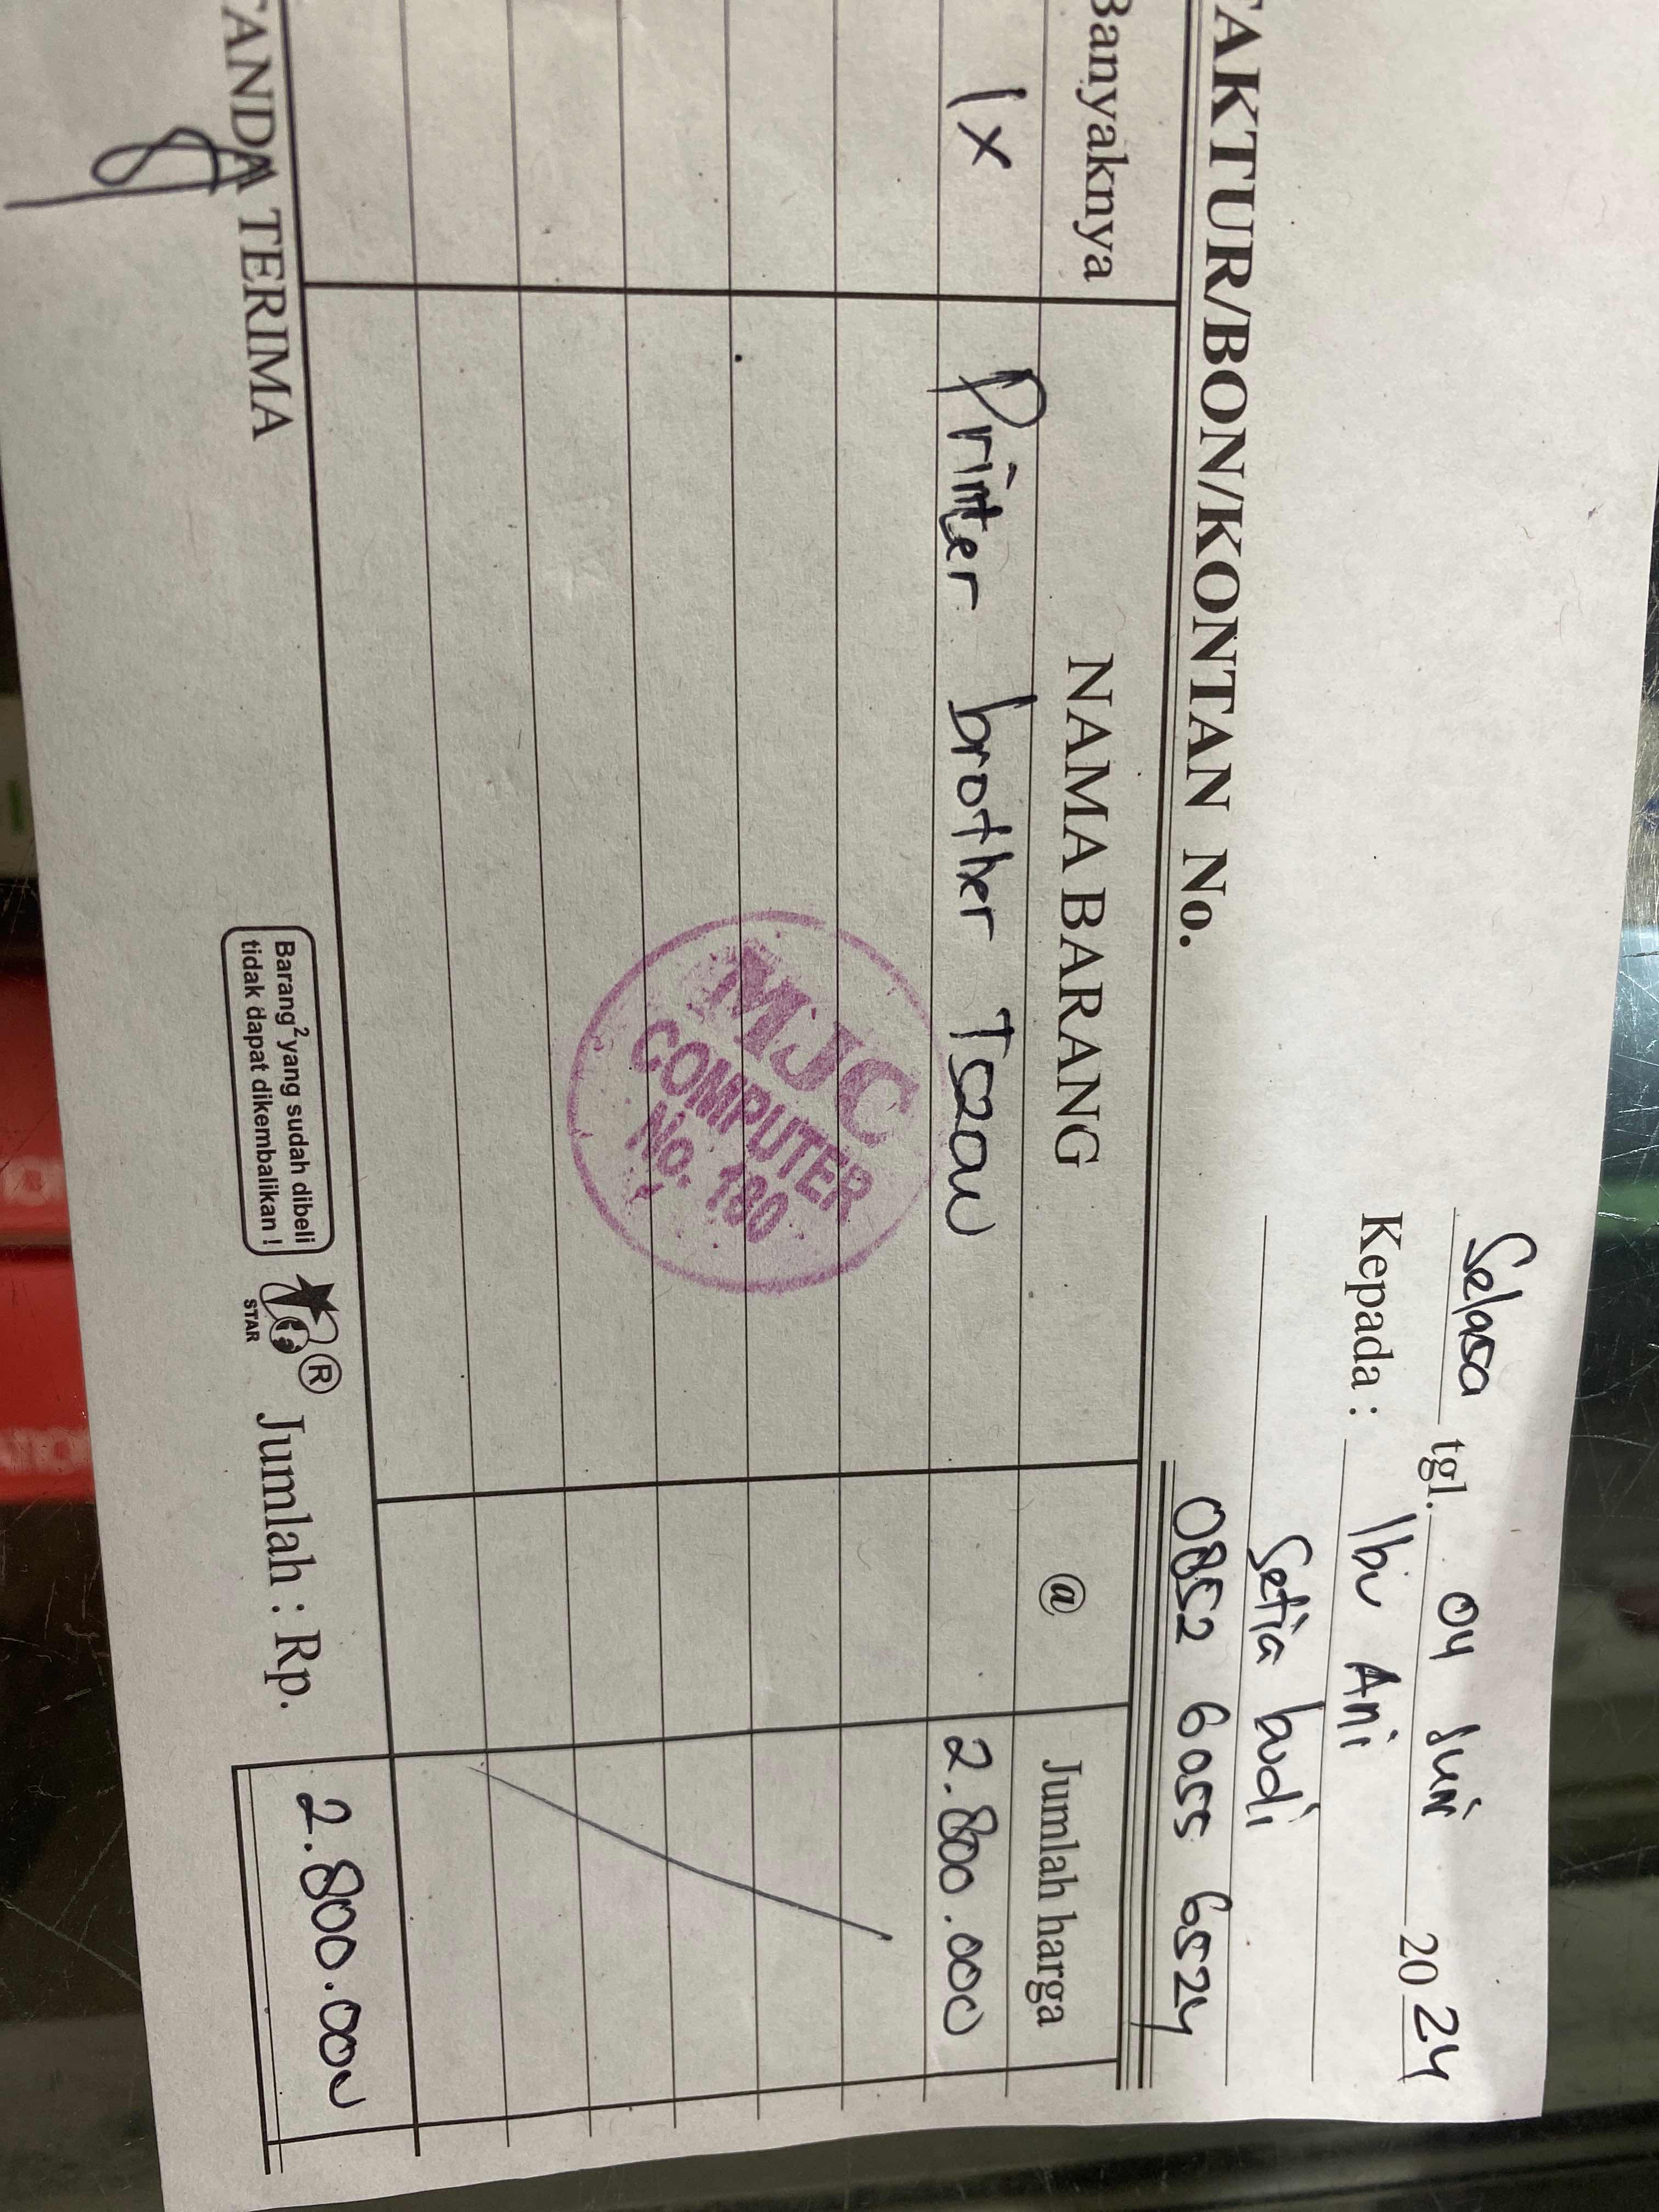 Selasa tgl. 04 Juni 2024
Kepada : Ibu Ani
Setia budi
0852 6055 6524
FAKTUR/BON/KONTAN No.
Banyaknya NAMA BARANG @ Jumlah harga
1x Printer brother T520W 2.800.000
MJC
COMPUTER
No. 180
TANDA TERIMA
Barang² yang sudah dibeli
tidak dapat dikembalikan !
STAR
®
Jumlah : Rp. 2.800.000